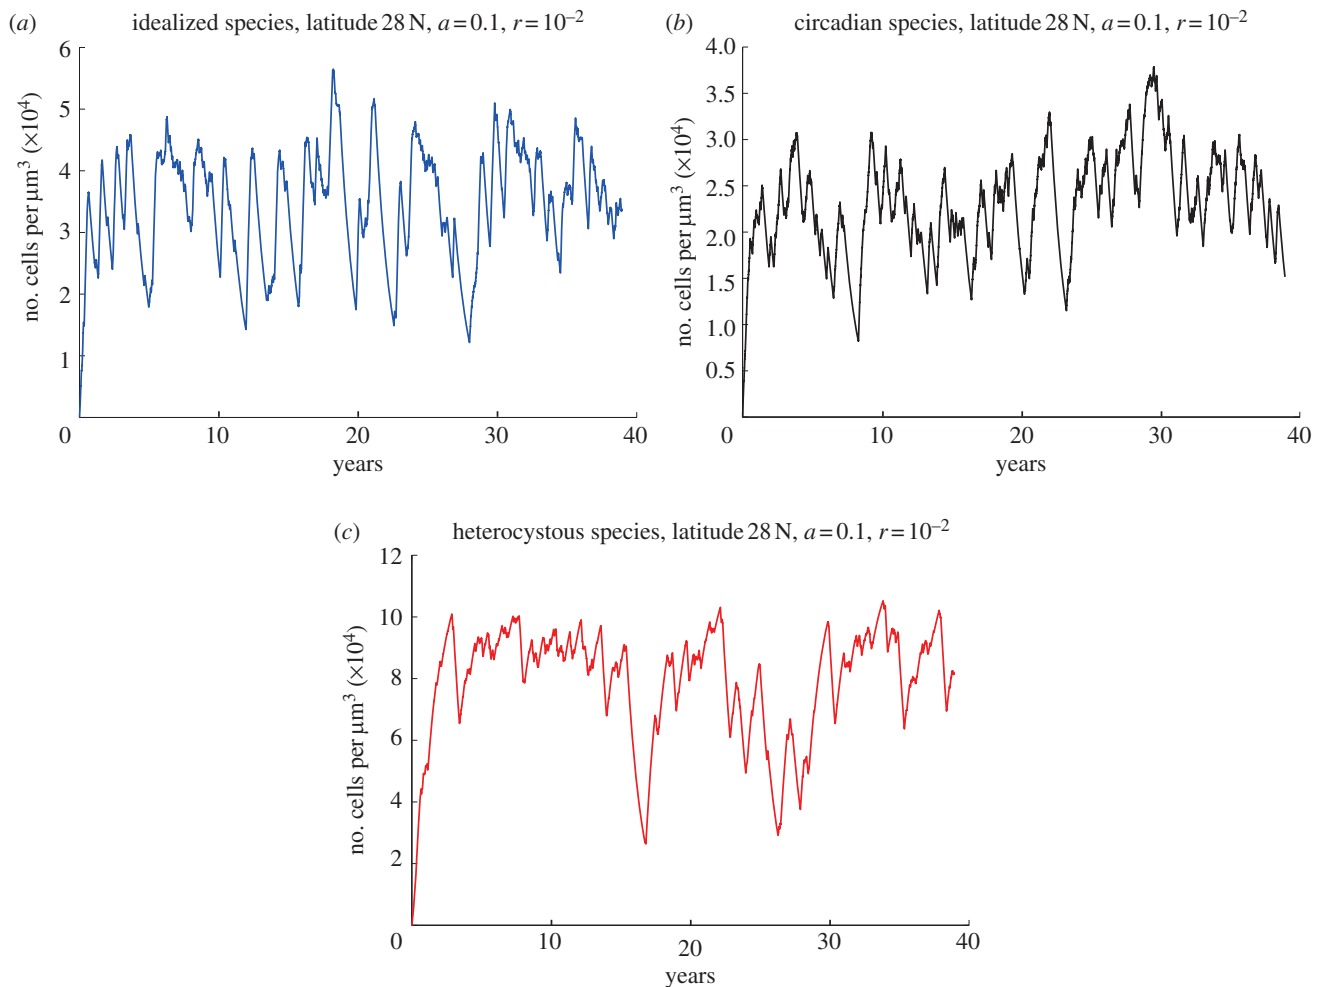 (a) idealized species, latitude 28 N, a = 0.1, r = 10⁻²
no. cells per μm³ (×10⁴)
6
5
4
3
2
1
0 10 20 30 40
years
(b) circadian species, latitude 28 N, a = 0.1, r = 10⁻²
no. cells per μm³ (×10⁴)
4.0
3.5
3.0
2.5
2.0
1.5
1.0
0.5
0 10 20 30 40
years
(c) heterocystous species, latitude 28 N, a = 0.1, r = 10⁻²
no. cells per μm³ (×10⁴)
12
10
8
6
4
2
0 10 20 30 40
years